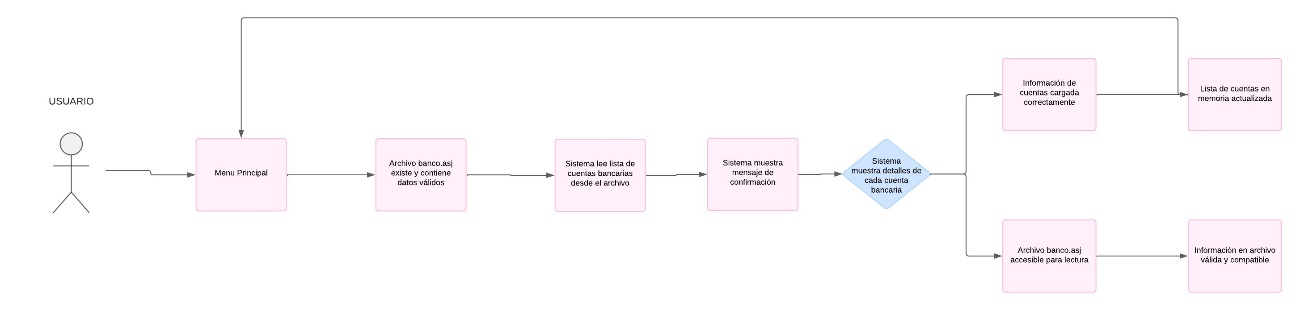 USUARIO
Menu Principal
Archivo banco.asj
existe y contiene
datos válidos
Sistema lee lista de
cuentas bancarias
desde el archivo
Sistema muestra
mensaje de
confirmación
Sistema
muestra detalles de
cada cuenta
bancaria
Información de
cuentas cargada
correctamente
Lista de cuentas en
memoria actualizada
Archivo banco.asj
accesible para lectura
Información en archivo
válida y compatible